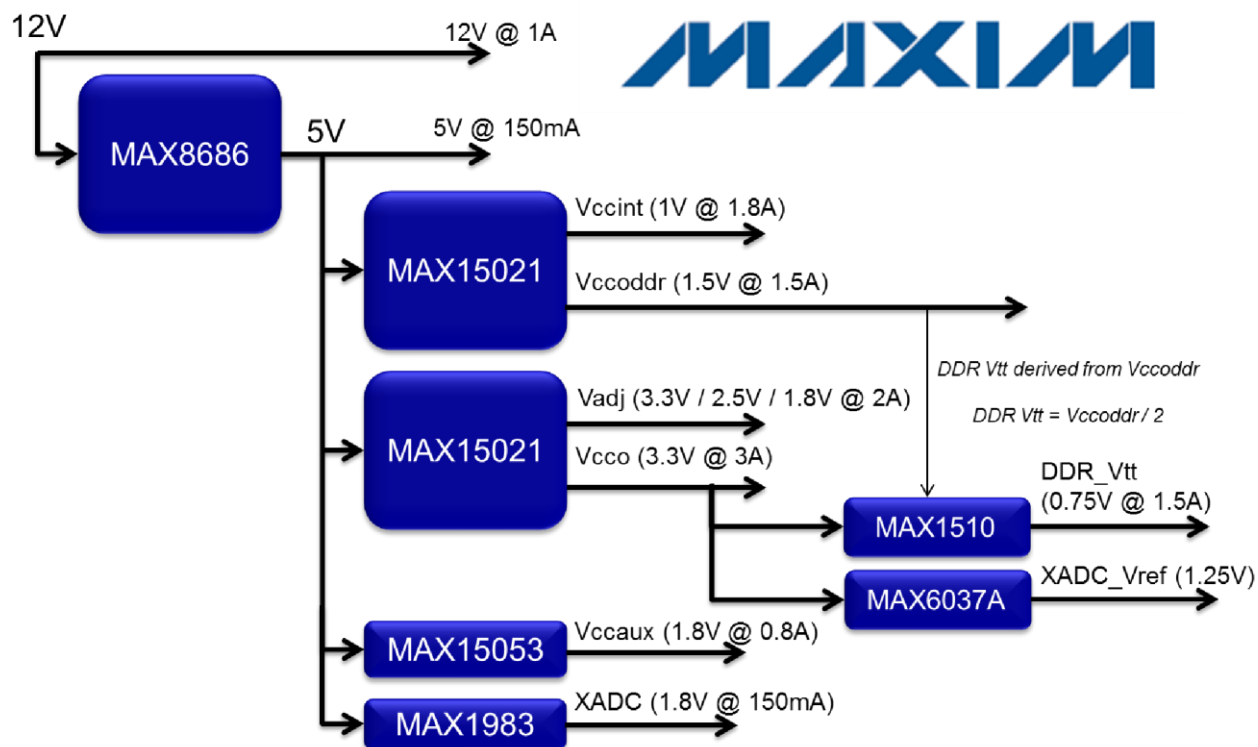 12V
12V @ 1A
MAXIM
MAX8686
5V
5V @ 150mA
MAX15021
Vccint (1V @ 1.8A)
Vccoddr (1.5V @ 1.5A)
DDR Vtt derived from Vccoddr
DDR Vtt = Vccoddr / 2
MAX15021
Vadj (3.3V / 2.5V / 1.8V @ 2A)
Vcco (3.3V @ 3A)
MAX1510
DDR_Vtt
(0.75V @ 1.5A)
MAX6037A
XADC_Vref (1.25V)
MAX15053
Vccaux (1.8V @ 0.8A)
MAX1983
XADC (1.8V @ 150mA)